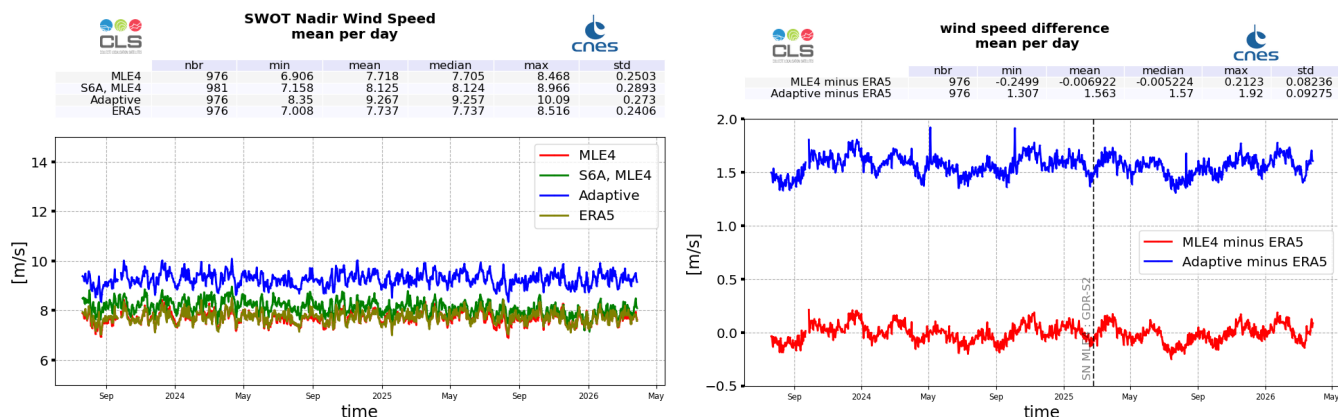 SWOT Nadir Wind Speed
mean per day
CLS
cnes
nbr min mean median max std
MLE4 976 6.906 7.718 7.705 8.468 0.2503
S6A, MLE4 981 7.158 8.125 8.124 8.966 0.2893
Adaptive 976 8.35 9.267 9.257 10.09 0.273
ERA5 976 7.008 7.737 7.737 8.516 0.2406
14
12
10
8
6
[m/s]
MLE4
S6A, MLE4
Adaptive
ERA5
Sep 2024 May Sep 2025 May Sep 2026 May
time
wind speed difference
mean per day
CLS
cnes
nbr min mean median max std
MLE4 minus ERA5 976 -0.2499 -0.006922 -0.005224 0.2123 0.08236
Adaptive minus ERA5 976 1.307 1.563 1.57 1.92 0.09275
2.0
1.5
1.0
0.5
0.0
−0.5
[m/s]
MLE4 minus ERA5
Adaptive minus ERA5
GDR-S2
Sep 2024 May Sep 2025 May Sep 2026 May
time